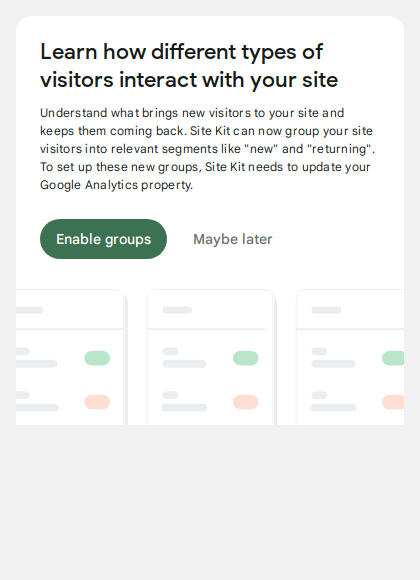 Learn how different types of
visitors interact with your site
Understand what brings new visitors to your site and
keeps them coming back. Site Kit can now group your site
visitors into relevant segments like "new" and "returning".
To set up these new groups, Site Kit needs to update your
Google Analytics property.
Enable groups Maybe later